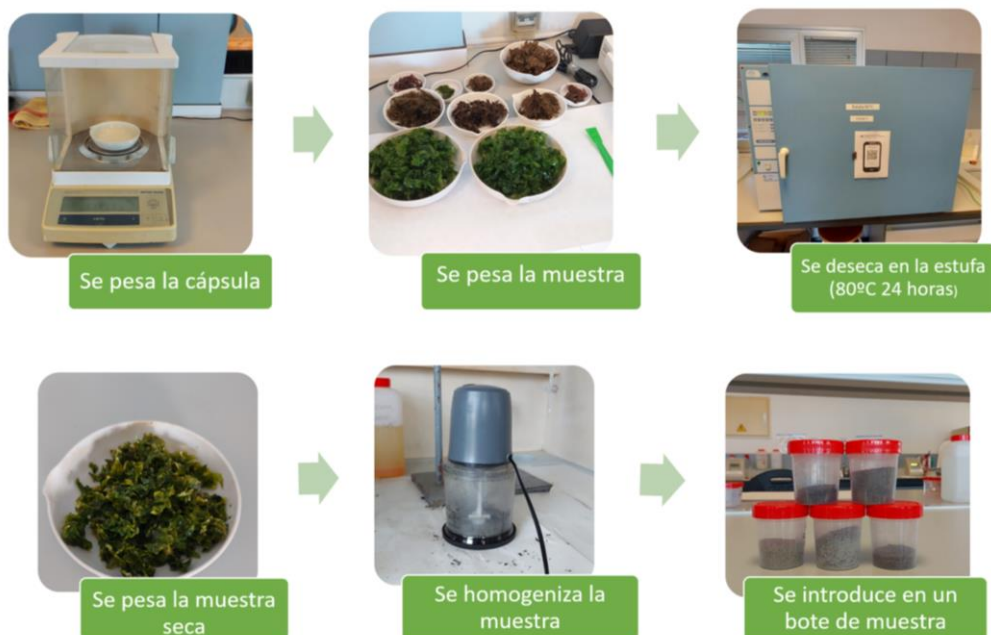 Se pesa la cápsula
Se pesa la muestra
Se deseca en la estufa
(80ºC 24 horas)
Se pesa la muestra
seca
Se homogeniza la
muestra
Se introduce en un
bote de muestra